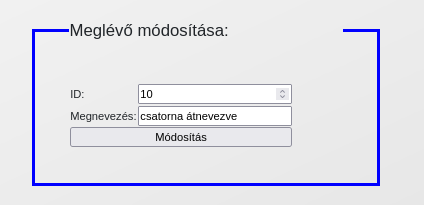 Meglévő módosítása:
ID: 10
Megnevezés: csatorna átnevezve
Módosítás